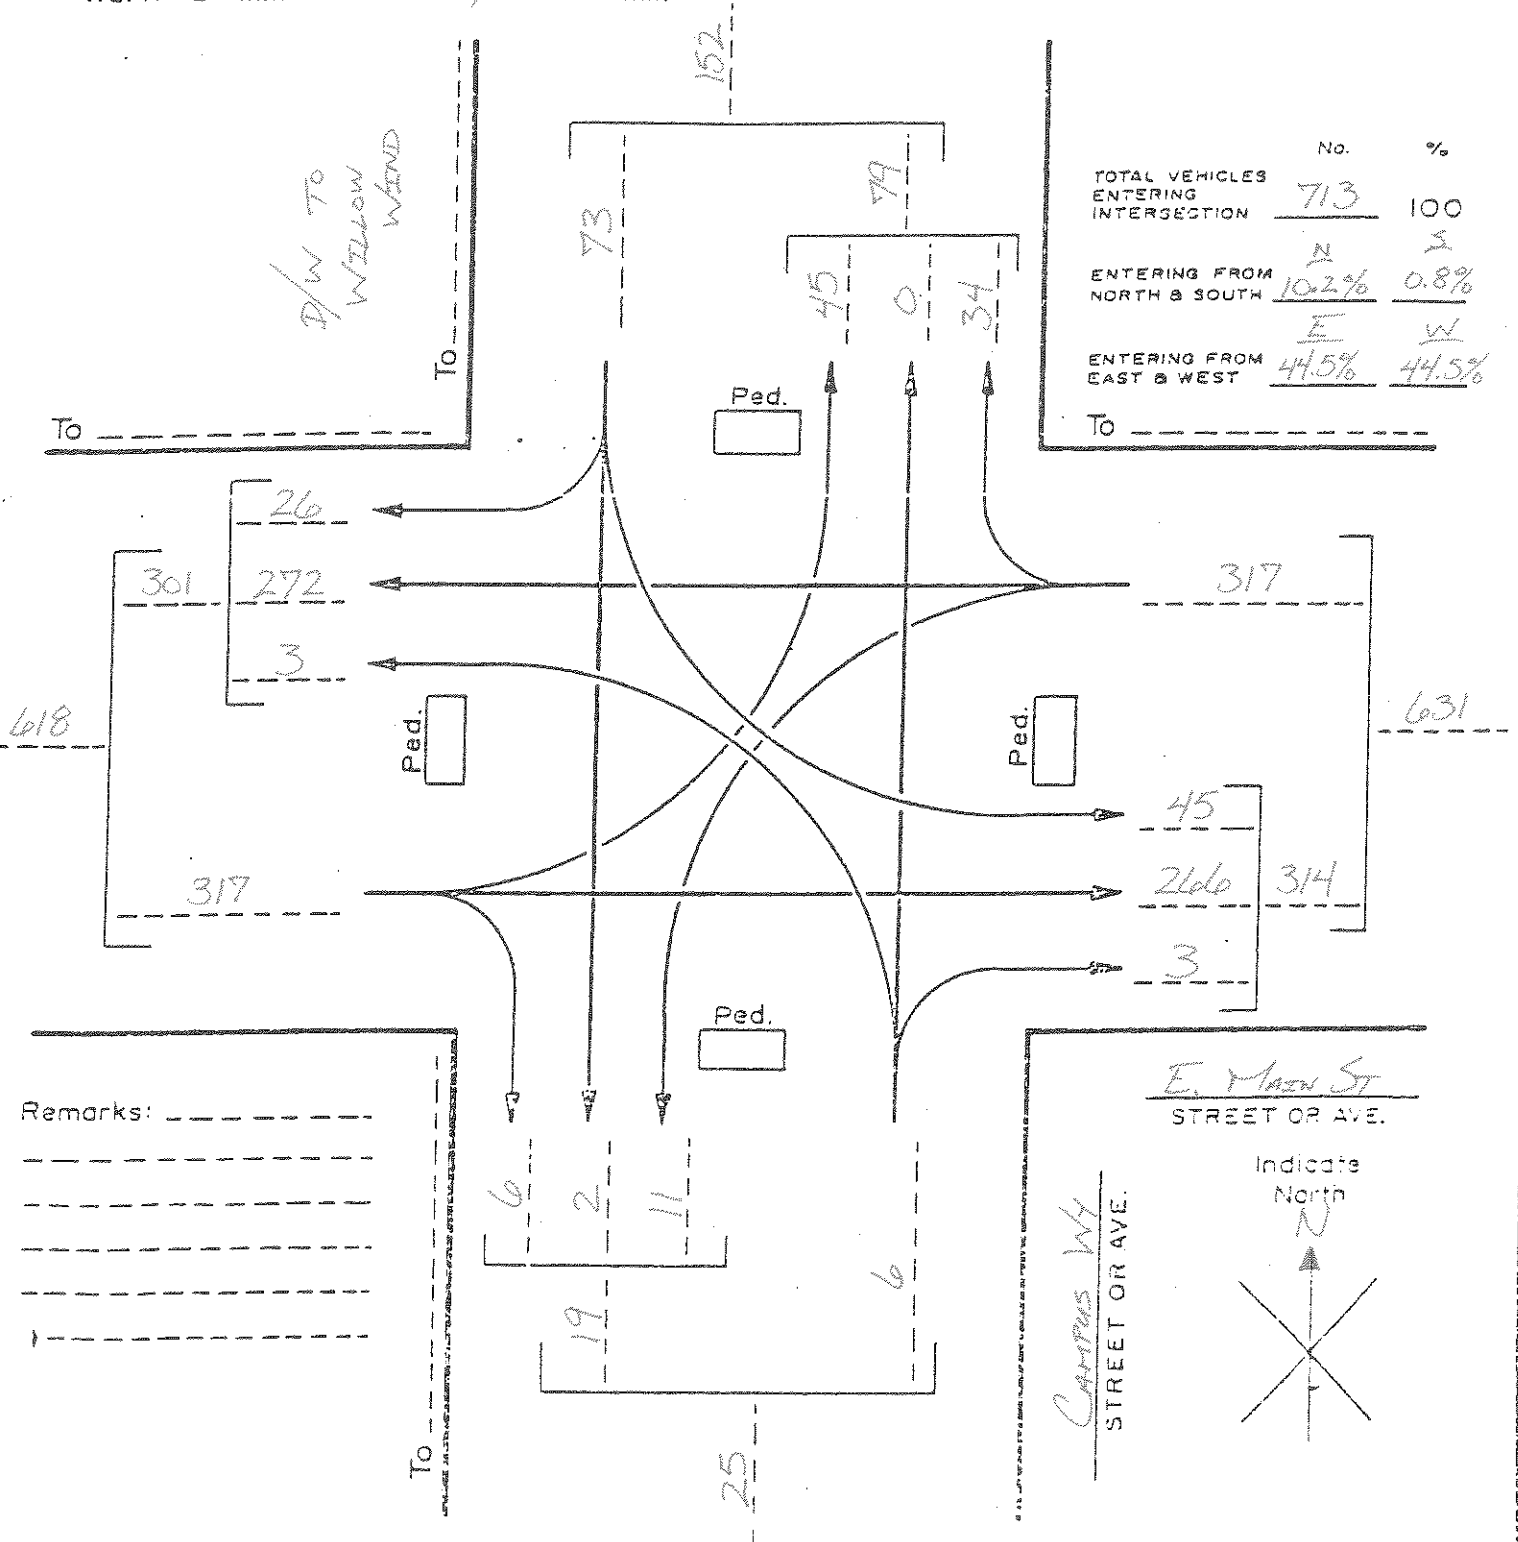 152
D/W TO
WILLOW
WIND
73
79
45
0
34
No. %
TOTAL VEHICLES
ENTERING
INTERSECTION 713 100
N S
ENTERING FROM
NORTH & SOUTH 10.2% 0.8%
E W
ENTERING FROM
EAST & WEST 44.5% 44.5%
To
To
To
Ped.
26
301 272
3
618
317
Ped.
Ped.
317
631
45
266 314
3
Ped.
Remarks:
6
2
11
19
6
25
To
E. MAIN ST
STREET OR AVE.
Indicate
North
N
CAMPUS WY
STREET OR AVE.